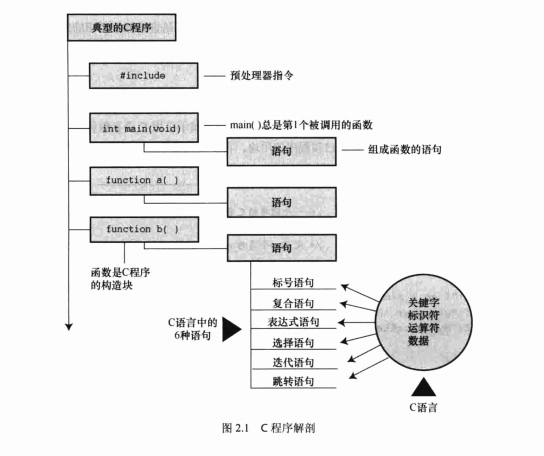 典型的C程序
#include
预处理器指令
int main(void)
main( )总是第1个被调用的函数
语句
组成函数的语句
function a( )
语句
function b( )
语句
函数是C程序
的构造块
标号语句
复合语句
表达式语句
选择语句
迭代语句
跳转语句
C语言中的
6种语句
关键字
标识符
运算符
数据
C语言
图 2.1 C 程序解剖